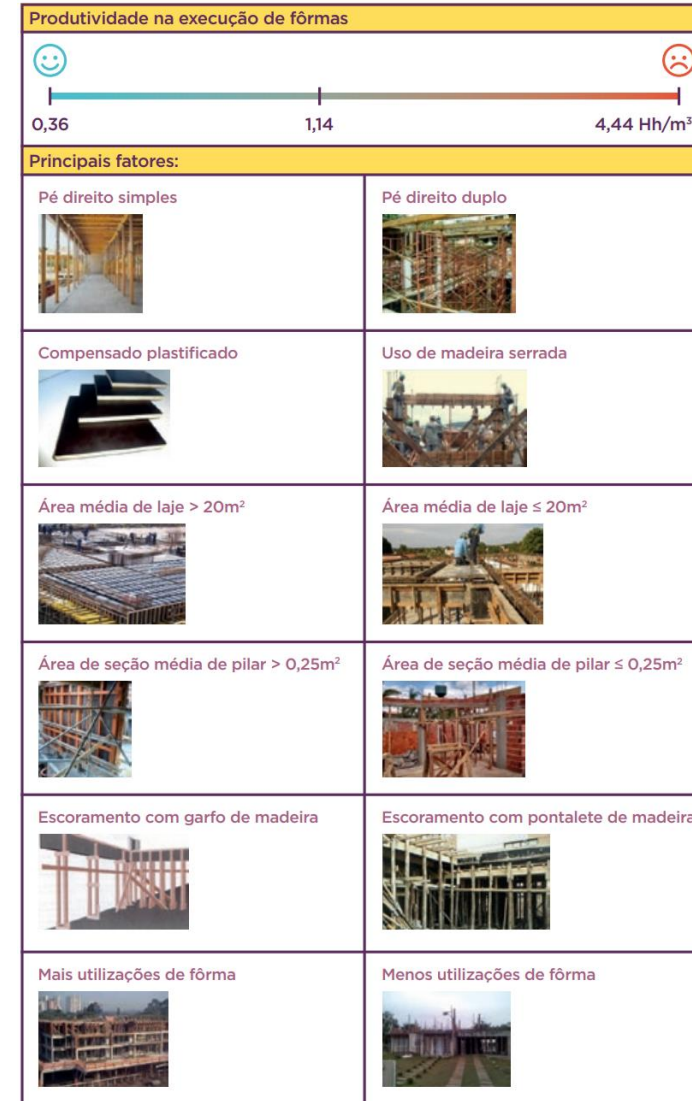 Produtividade na execução de fôrmas
0,36 1,14 4,44 Hh/m³
Principais fatores:
Pé direito simples
Pé direito duplo
Compensado plastificado
Uso de madeira serrada
Área média de laje > 20m²
Área média de laje ≤ 20m²
Área de seção média de pilar > 0,25m²
Área de seção média de pilar ≤ 0,25m²
Escoramento com garfo de madeira
Escoramento com pontalete de madeira
Mais utilizações de fôrma
Menos utilizações de fôrma